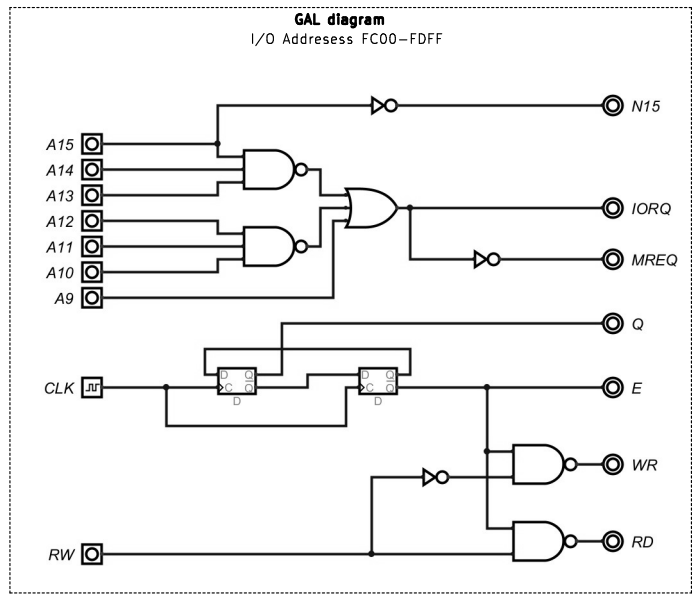 GAL diagram
I/O Addresess FC00-FDFF
N15
A15
A14
A13
A12
IORQ
A11
MREQ
A10
A9
Q
D Q
C Q
D
D Q
C Q
D
CLK
E
WR
RD
RW